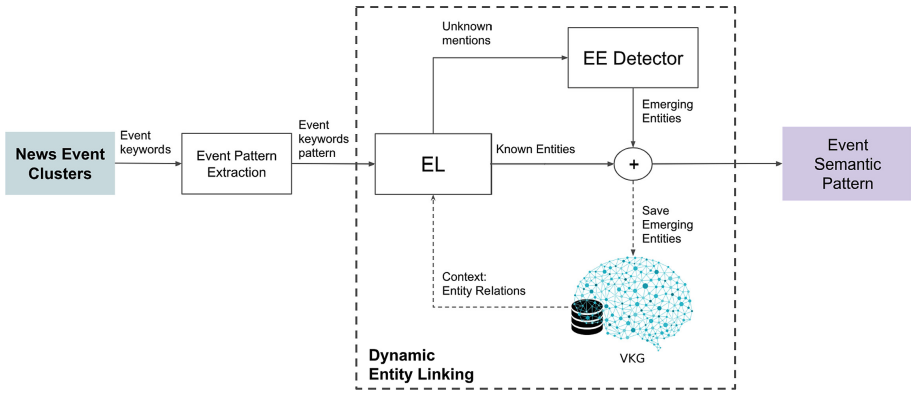 Unknown
mentions
EE Detector
Emerging
Entities
News Event
Clusters
Event
keywords
Event Pattern
Extraction
Event
keywords
pattern
EL
Known Entities
+
Event
Semantic
Pattern
Save
Emerging
Entities
Context:
Entity Relations
VKG
Dynamic
Entity Linking